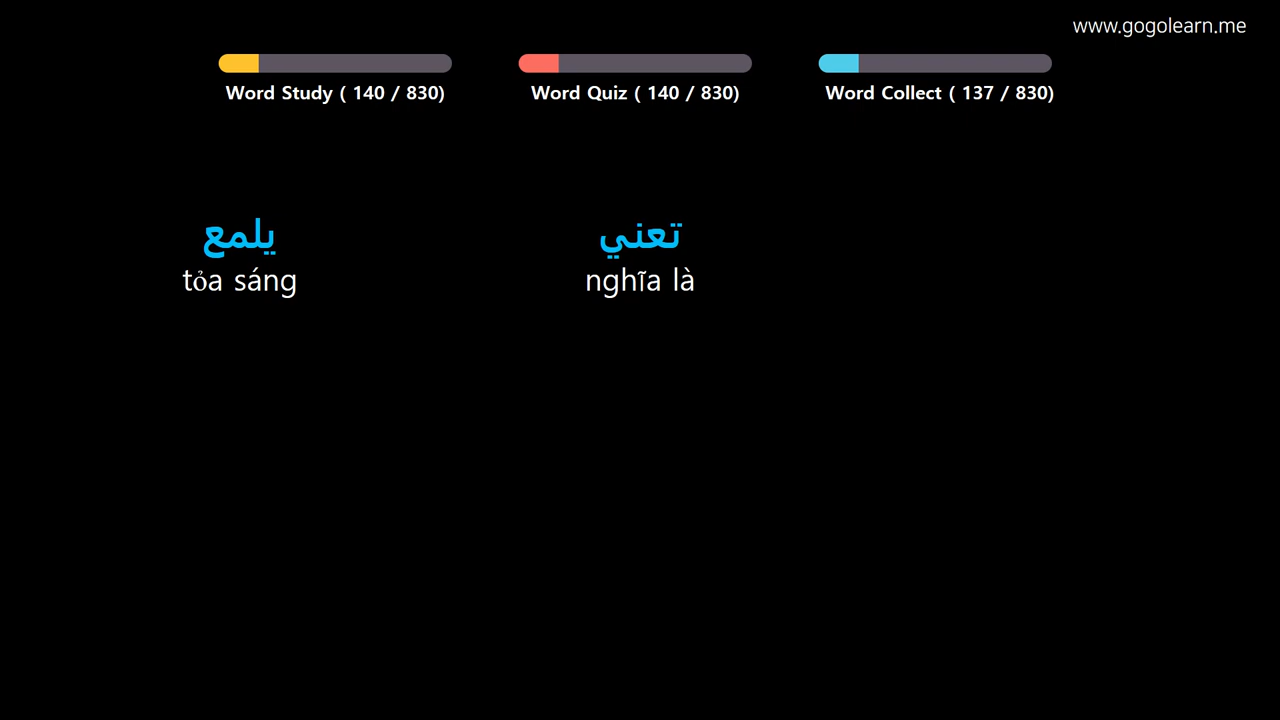 www.gogolearn.me
Word Study ( 140 / 830)
Word Quiz ( 140 / 830)
Word Collect ( 137 / 830)
يلمع
tỏa sáng
تعني
nghĩa là